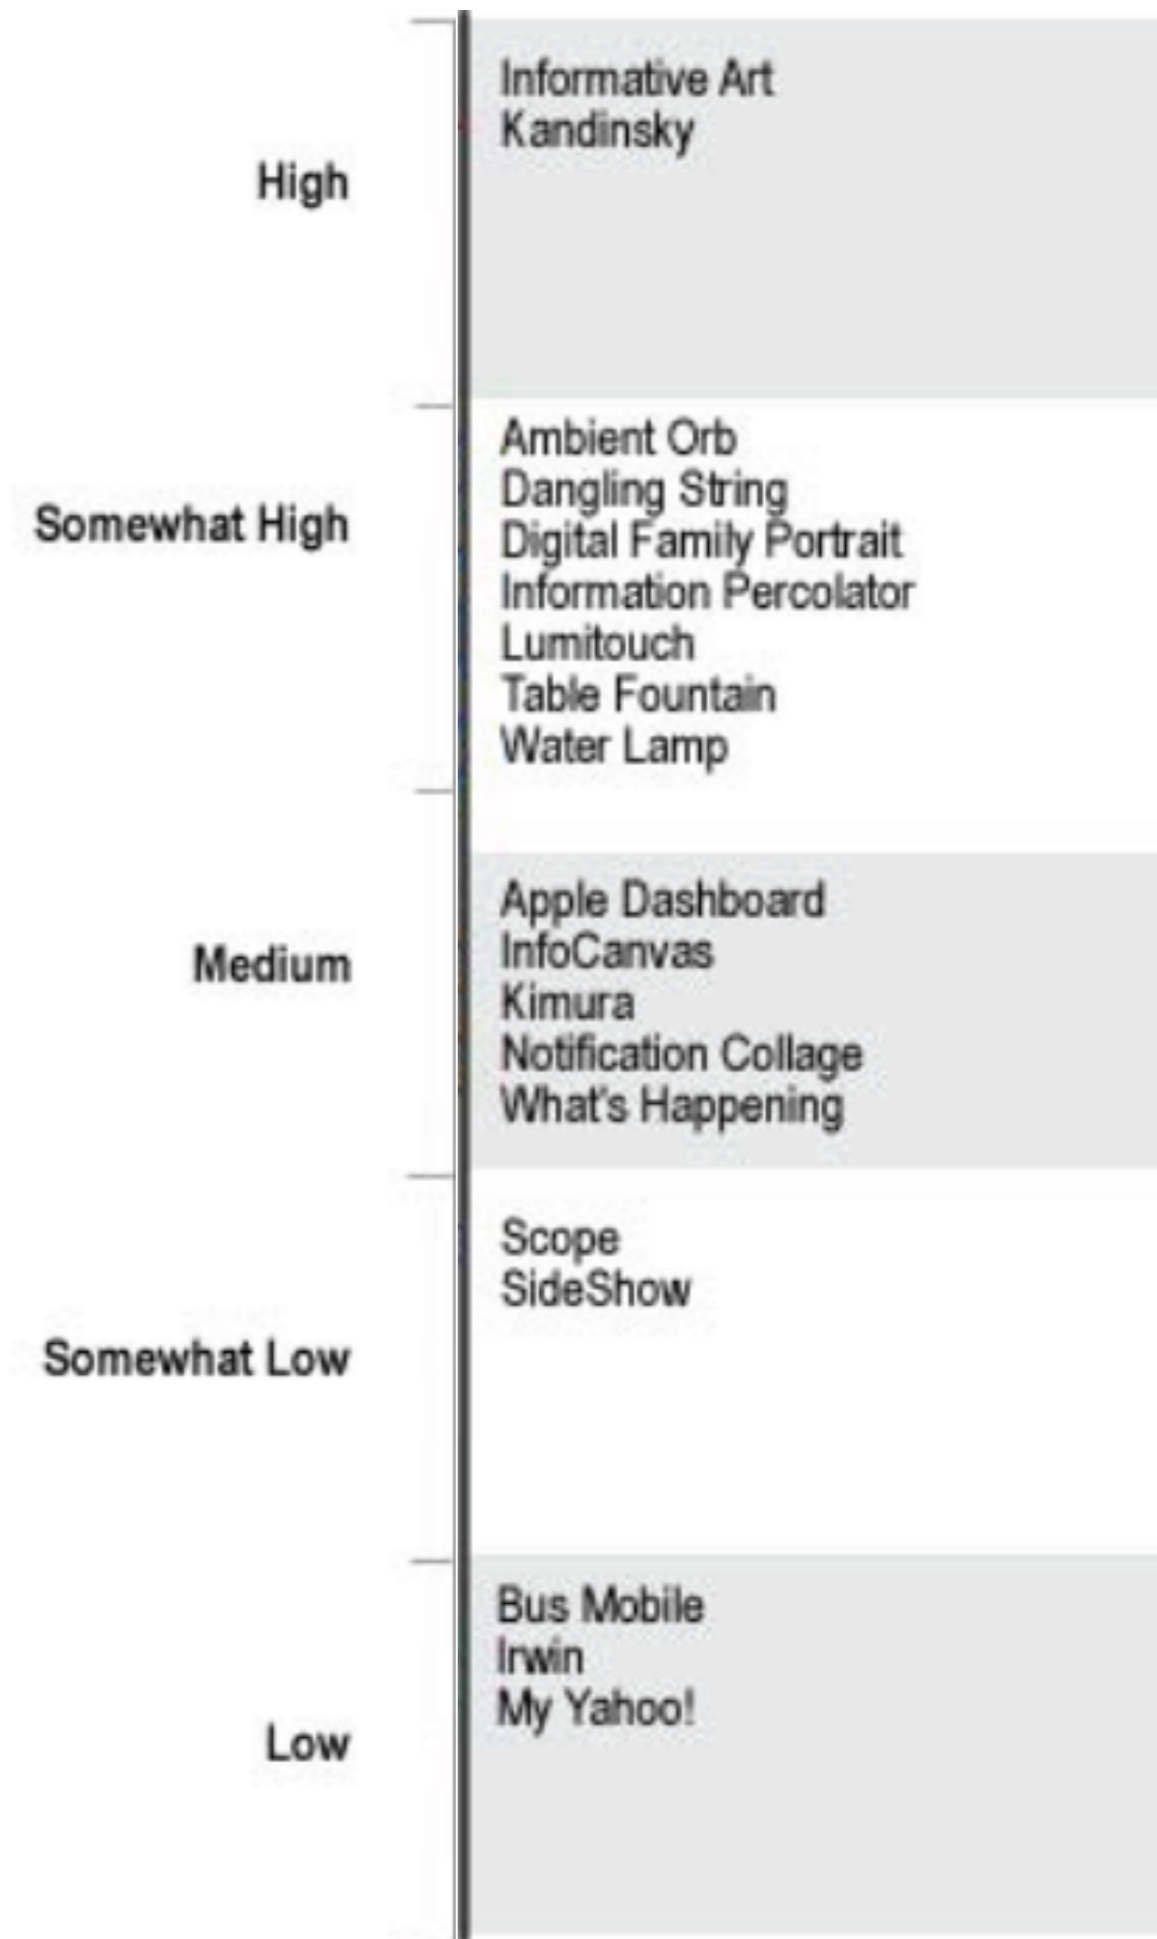 High
Informative Art
Kandinsky
Somewhat High
Ambient Orb
Dangling String
Digital Family Portrait
Information Percolator
Lumitouch
Table Fountain
Water Lamp
Medium
Apple Dashboard
InfoCanvas
Kimura
Notification Collage
What's Happening
Somewhat Low
Scope
SideShow
Low
Bus Mobile
Irwin
My Yahoo!